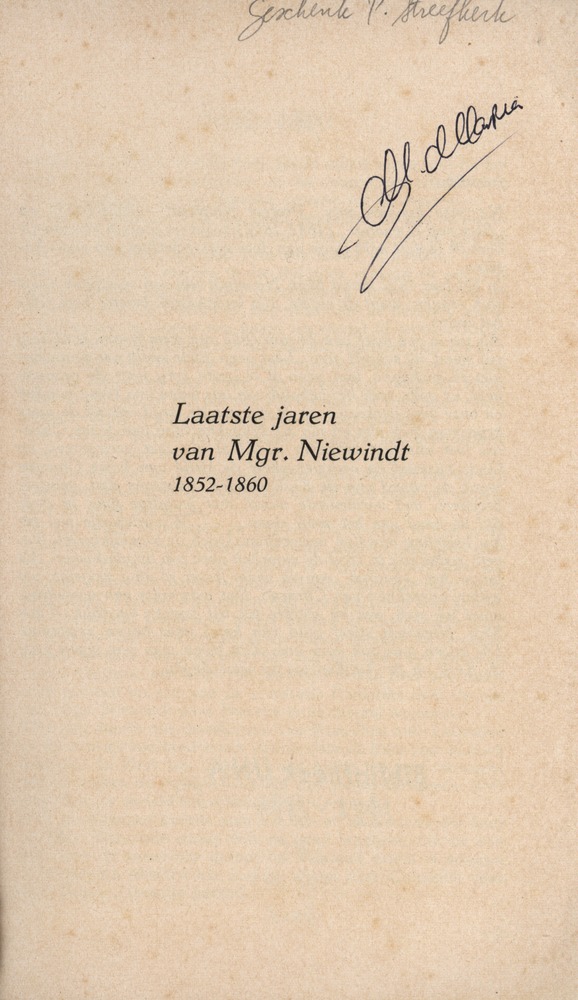 Geschenk P. Streefkerk
Laatste jaren
van Mgr. Niewindt
1852-1860